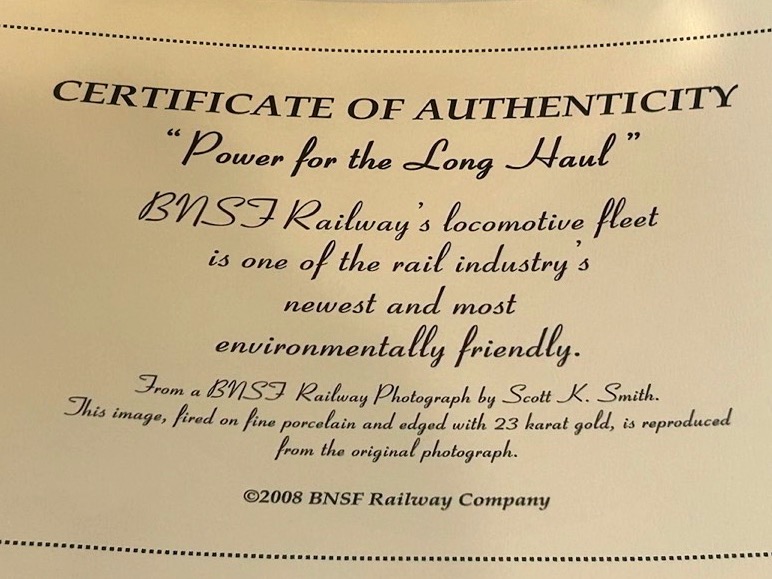 CERTIFICATE OF AUTHENTICITY
“Power for the Long Haul”
BNSF Railway’s locomotive fleet
is one of the rail industry’s
newest and most
environmentally friendly.
From a BNSF Railway Photograph by Scott K. Smith.
This image, fired on fine porcelain and edged with 23 karat gold, is reproduced
from the original photograph.
©2008 BNSF Railway Company